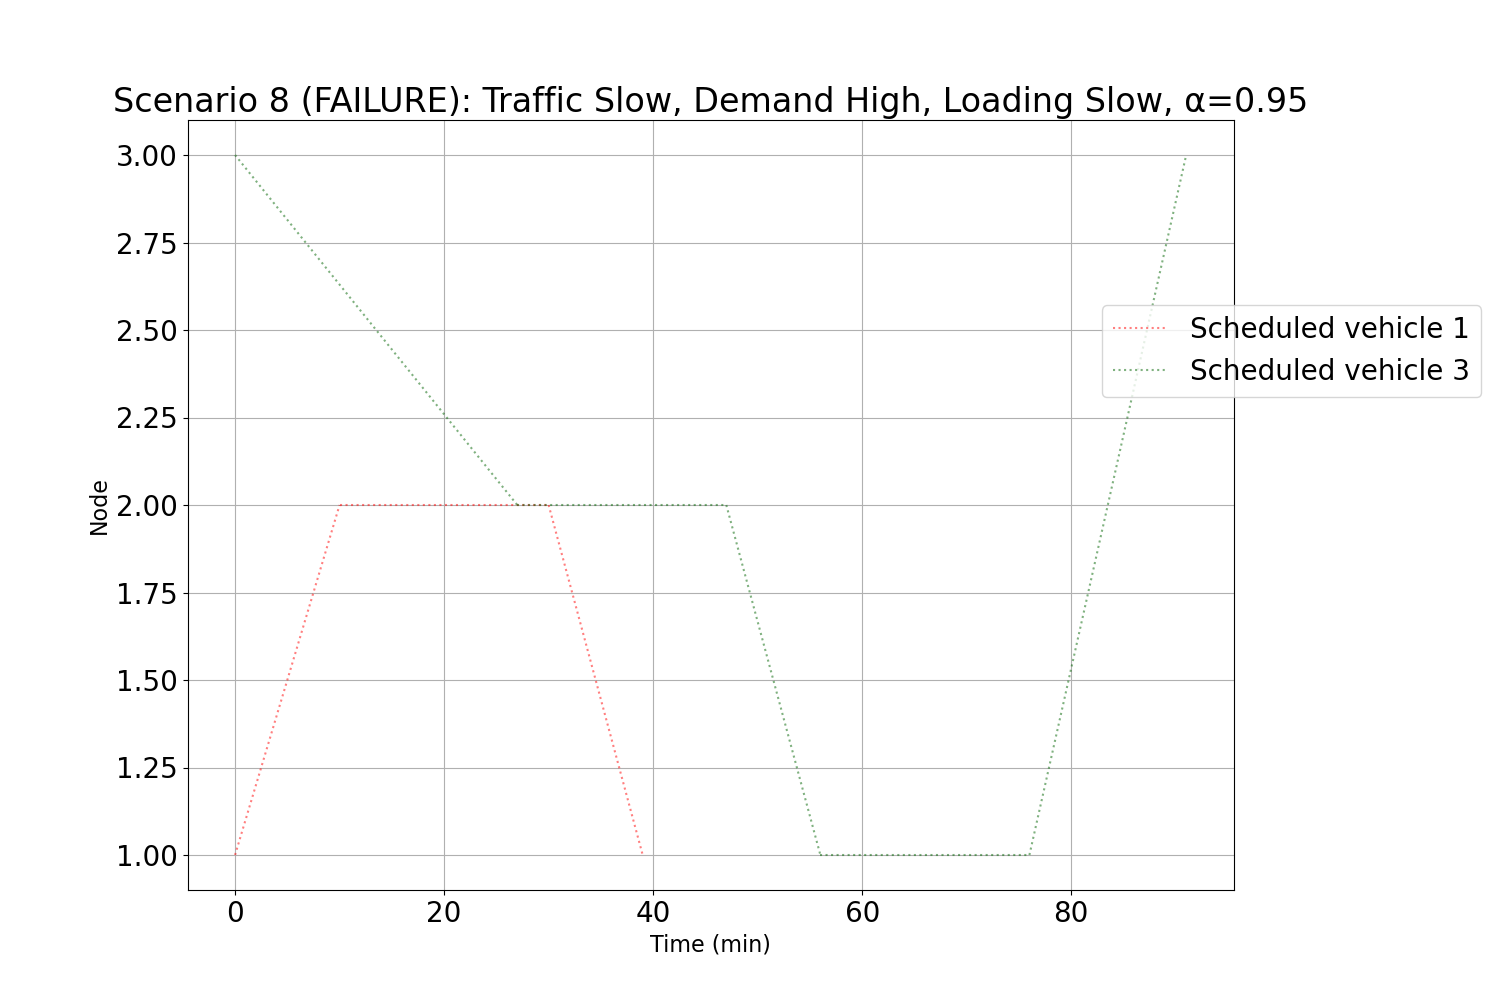 Scenario 8 (FAILURE): Traffic Slow, Demand High, Loading Slow, α=0.95
3.00
2.75
2.50
2.25
2.00
1.75
1.50
1.25
1.00
Node
0 20 40 60 80
Time (min)
Scheduled vehicle 1
Scheduled vehicle 3